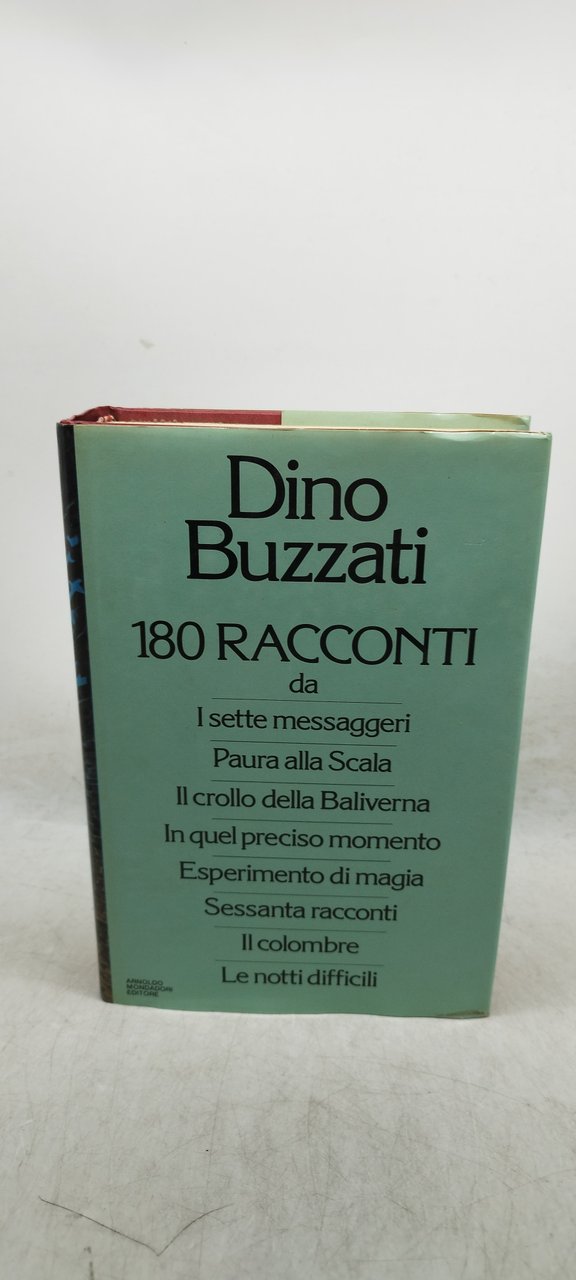 Dino
Buzzati
180 RACCONTI
da
I sette messaggeri
Paura alla Scala
Il crollo della Baliverna
In quel preciso momento
Esperimento di magia
Sessanta racconti
Il colombre
Le notti difficili
ARNOLDO
MONDADORI
EDITORE